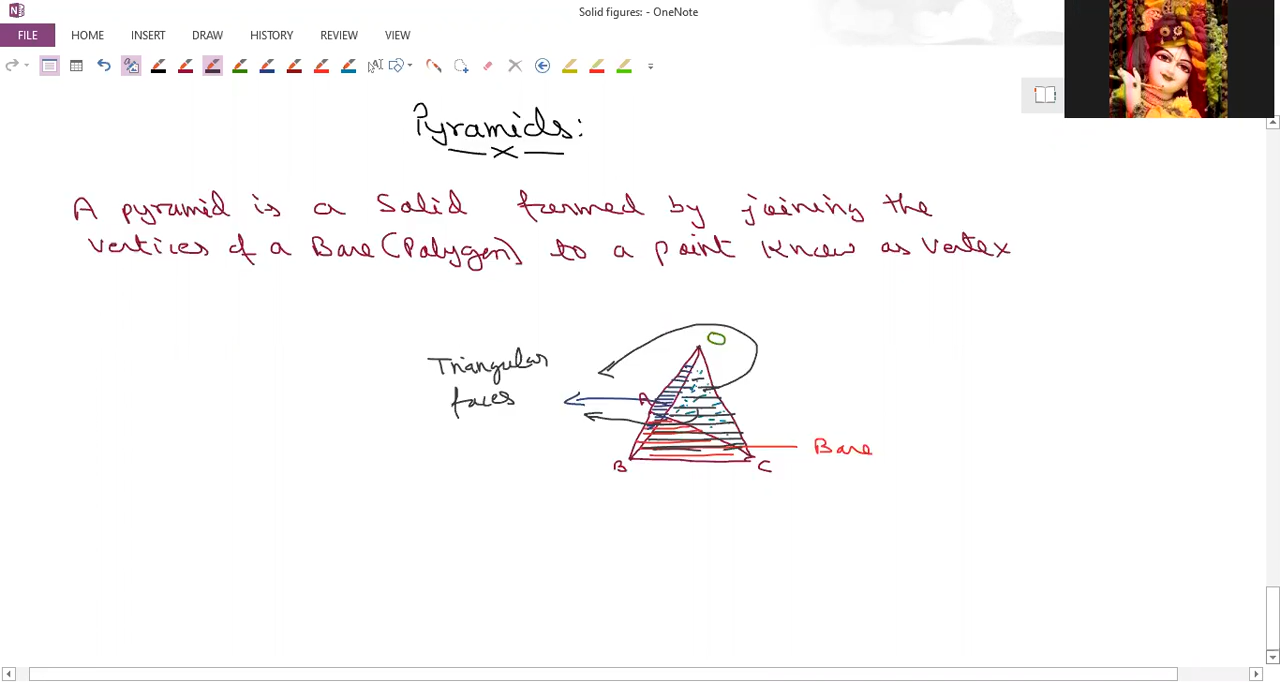 Solid figures: - OneNote
FILE HOME INSERT DRAW HISTORY REVIEW VIEW
Pyramids:
A pyramid is a Solid formed by joining the
vertices of a Base (Polygon) to a point Known as Vertex
O
Triangular
faces
A
Base
B C